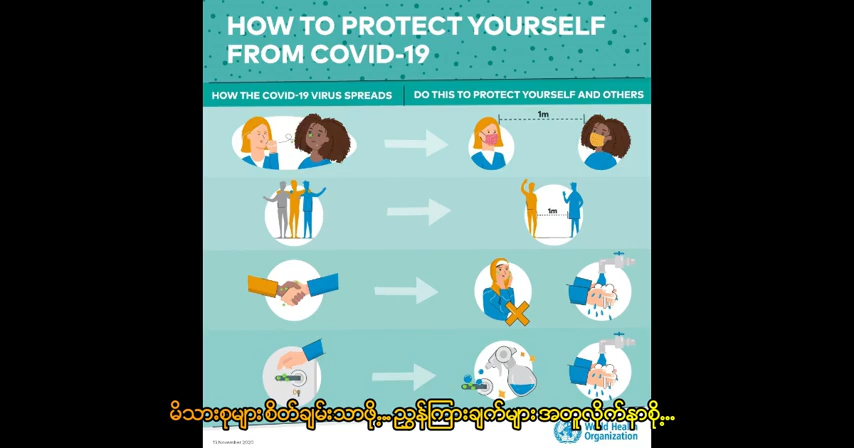 HOW TO PROTECT YOURSELF
FROM COVID-19
HOW THE COVID-19 VIRUS SPREADS
DO THIS TO PROTECT YOURSELF AND OTHERS
1m
1m
မိသားစုများစိတ်ချမ်းသာဖို့...ညွှန်ကြားချက်များအတူလိုက်နာစို့...
World Health
Organization
13 November 2020